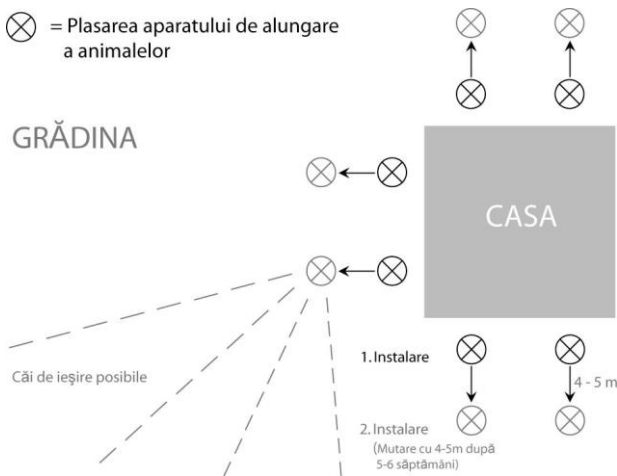 = Plasarea aparatului de alungare
a animalelor
GRĂDINA
CASA
Căi de ieşire posibile
1. Instalare
4 - 5 m
2. Instalare
(Mutare cu 4-5m după
5-6 săptămâni)